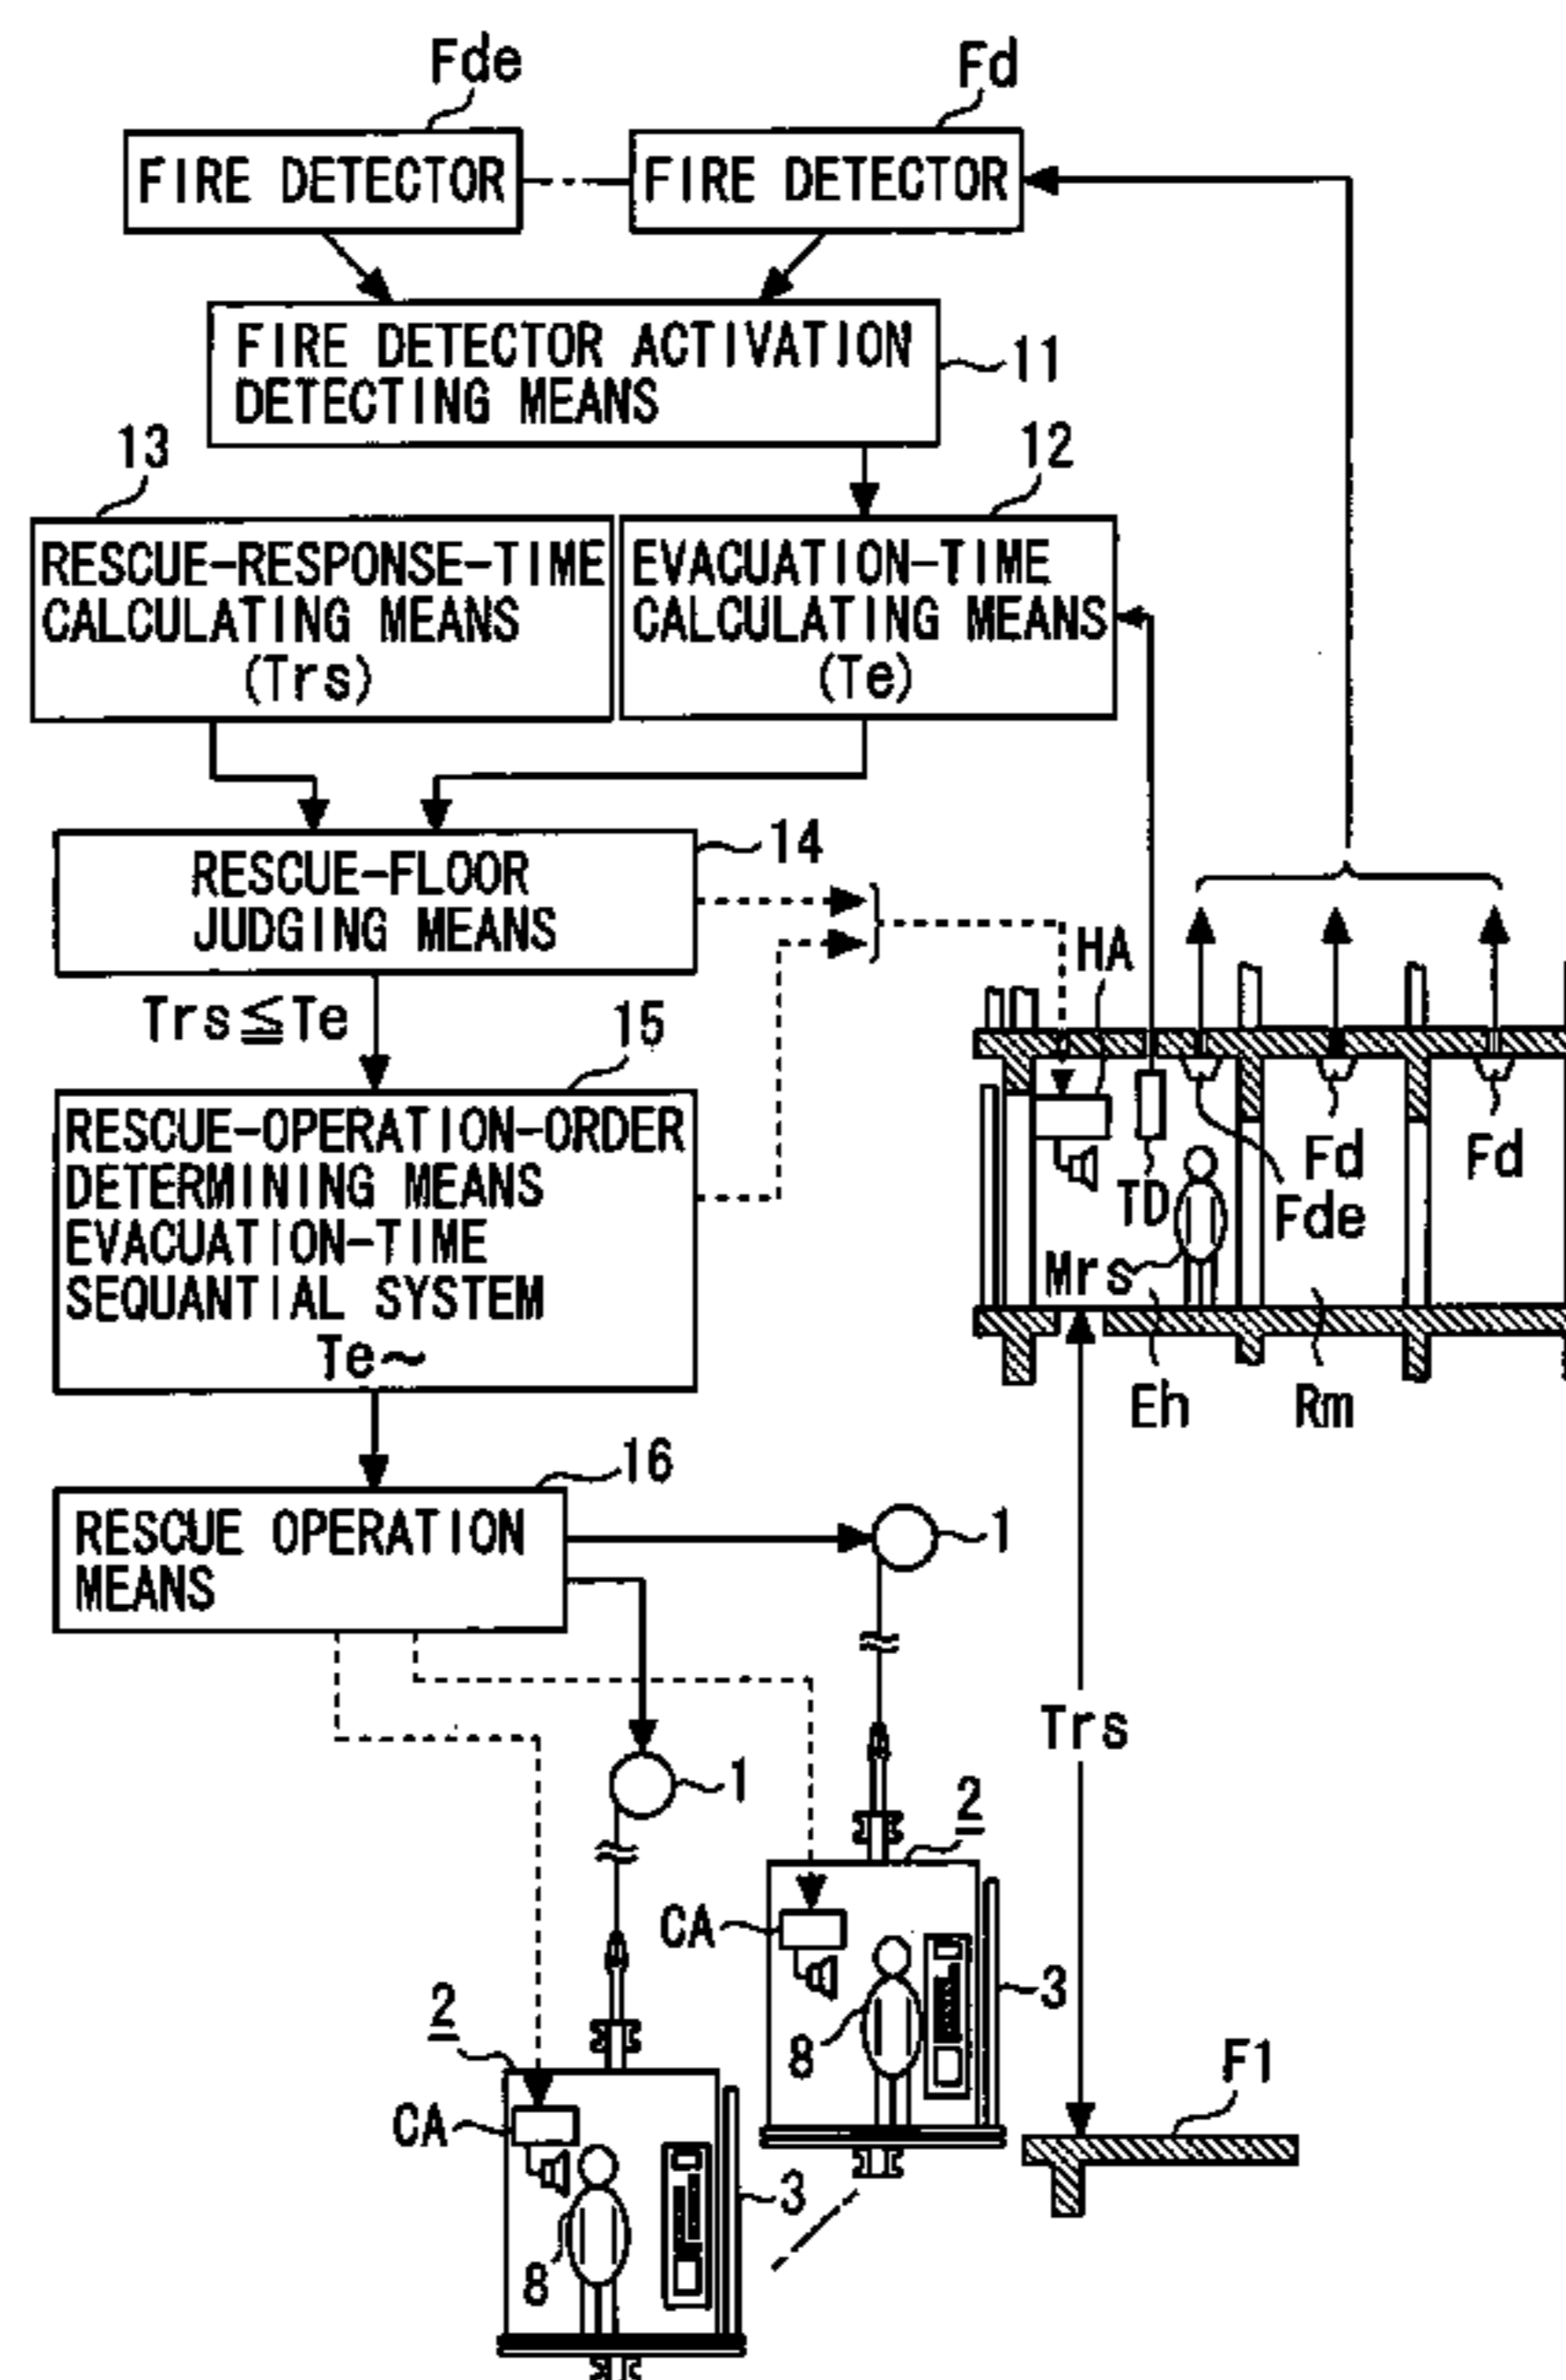 Fde
Fd
FIRE DETECTOR
FIRE DETECTOR
FIRE DETECTOR ACTIVATION
DETECTING MEANS
11
13
12
RESCUE-RESPONSE-TIME
CALCULATING MEANS
(Trs)
EVACUATION-TIME
CALCULATING MEANS
(Te)
RESCUE-FLOOR
JUDGING MEANS
14
HA
Trs≦Te
15
RESCUE-OPERATION-ORDER
DETERMINING MEANS
EVACUATION-TIME
SEQUANTIAL SYSTEM
Te~
TD
Fd
Fd
Fde
Mrs
Eh
Rm
16
RESCUE OPERATION
MEANS
1
1
Trs
2
CA
3
8
2
F1
CA
3
8